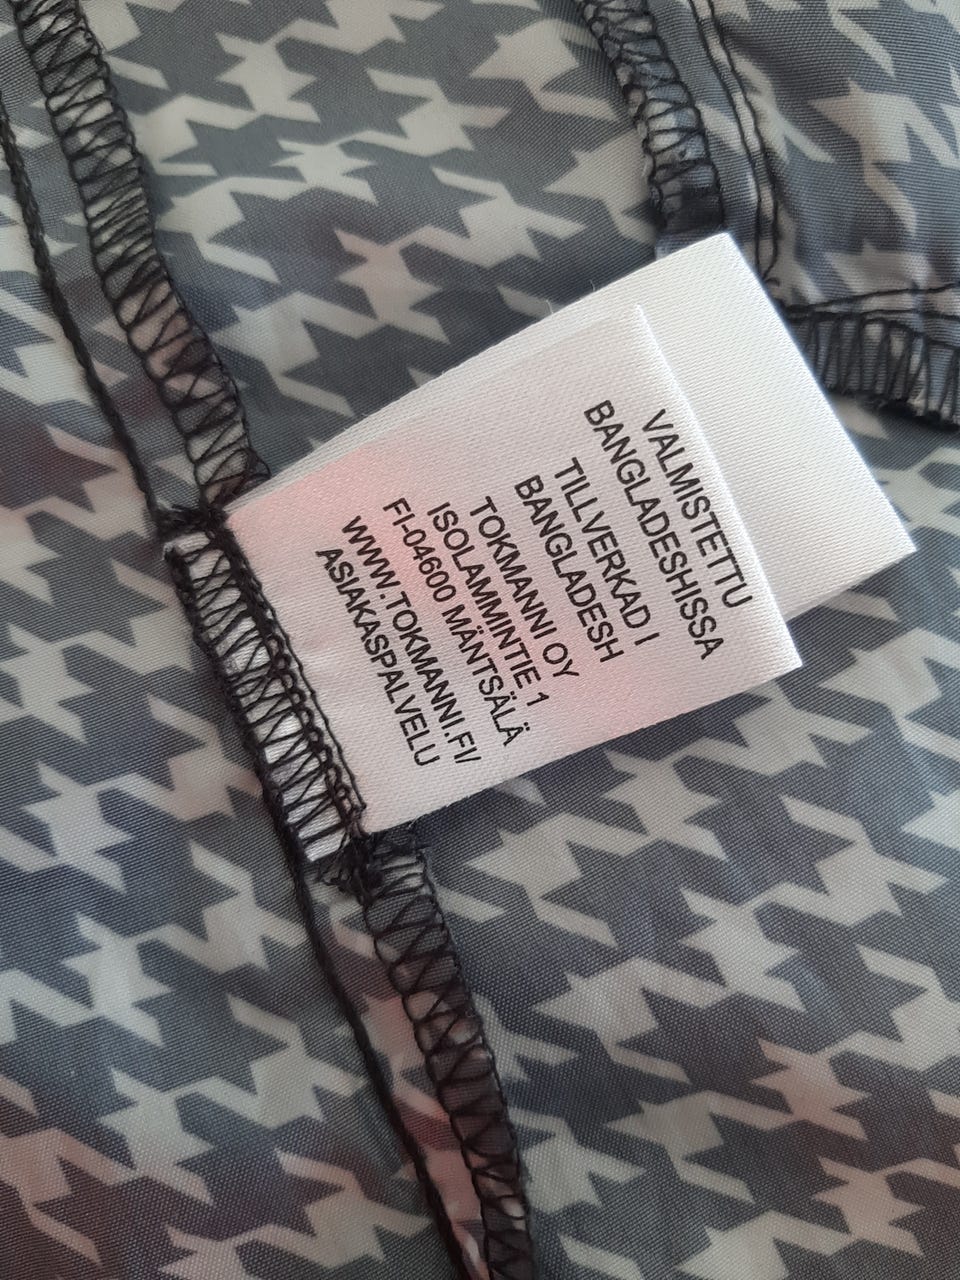 VALMISTETTU
BANGLADESHISSA
TILLVERKAD I
BANGLADESH
TOKMANNI OY
ISOLAMMINTIE 1
FI-04600 MÄNTSÄLÄ
WWW.TOKMANNI.FI/
ASIAKASPALVELU